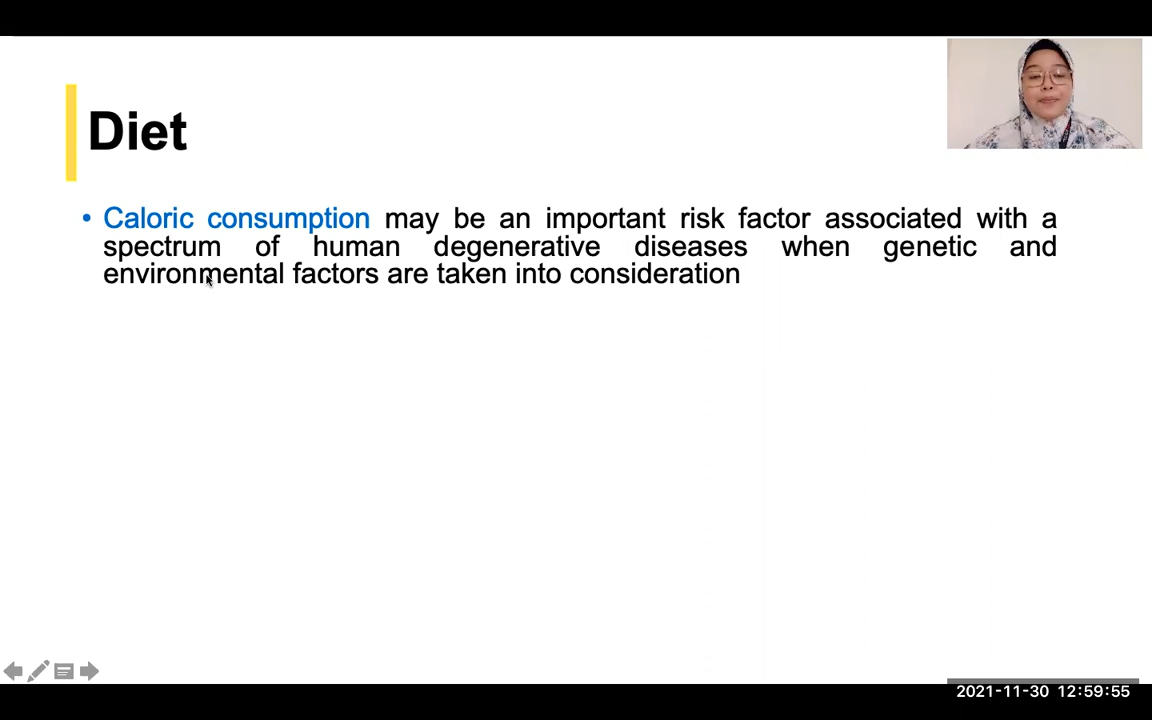 Diet
• Caloric consumption may be an important risk factor associated with a
spectrum of human degenerative diseases when genetic and
environmental factors are taken into consideration
2021-11-30 12:59:55